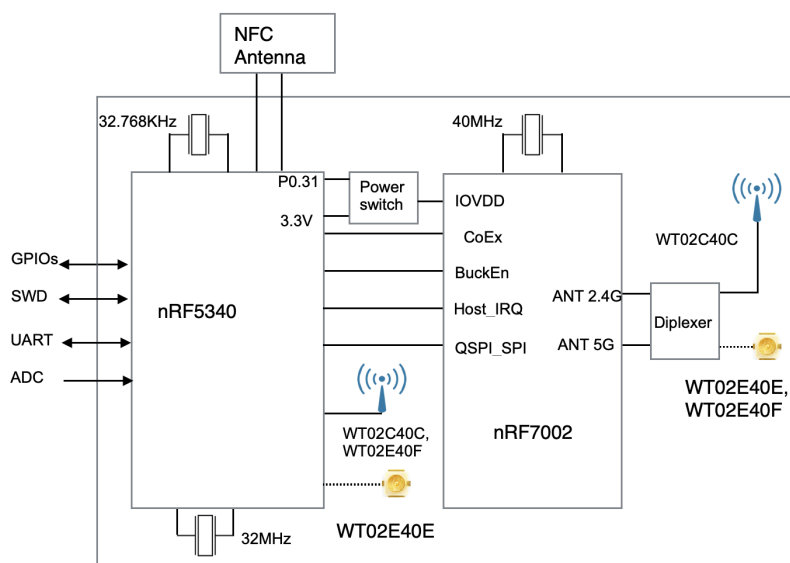 NFC
Antenna
32.768KHz
40MHz
P0.31
Power
switch
IOVDD
3.3V
CoEx
WT02C40C
GPIOs
BuckEn
SWD
nRF5340
Host_IRQ
ANT 2.4G
Diplexer
UART
QSPI_SPI
ANT 5G
ADC
WT02E40E,
WT02E40F
WT02C40C,
WT02E40F
nRF7002
WT02E40E
32MHz